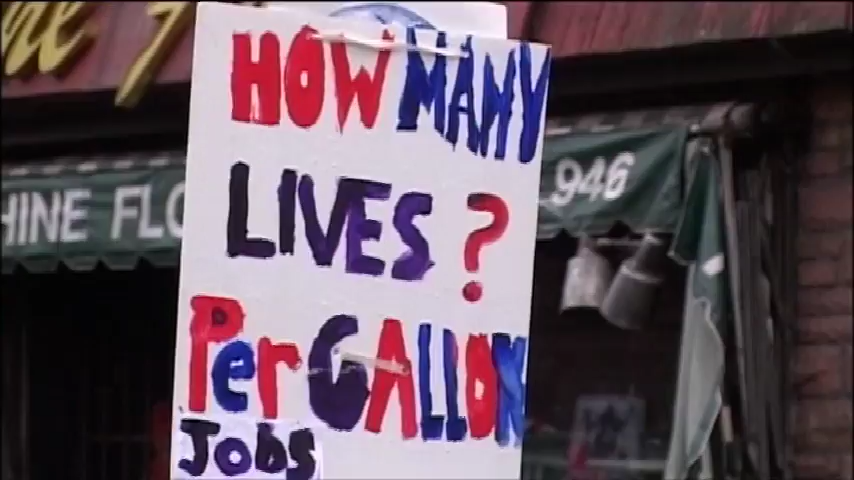 HOW MANY
LIVES?
Per GALLON
Jobs
HINE FLO
946